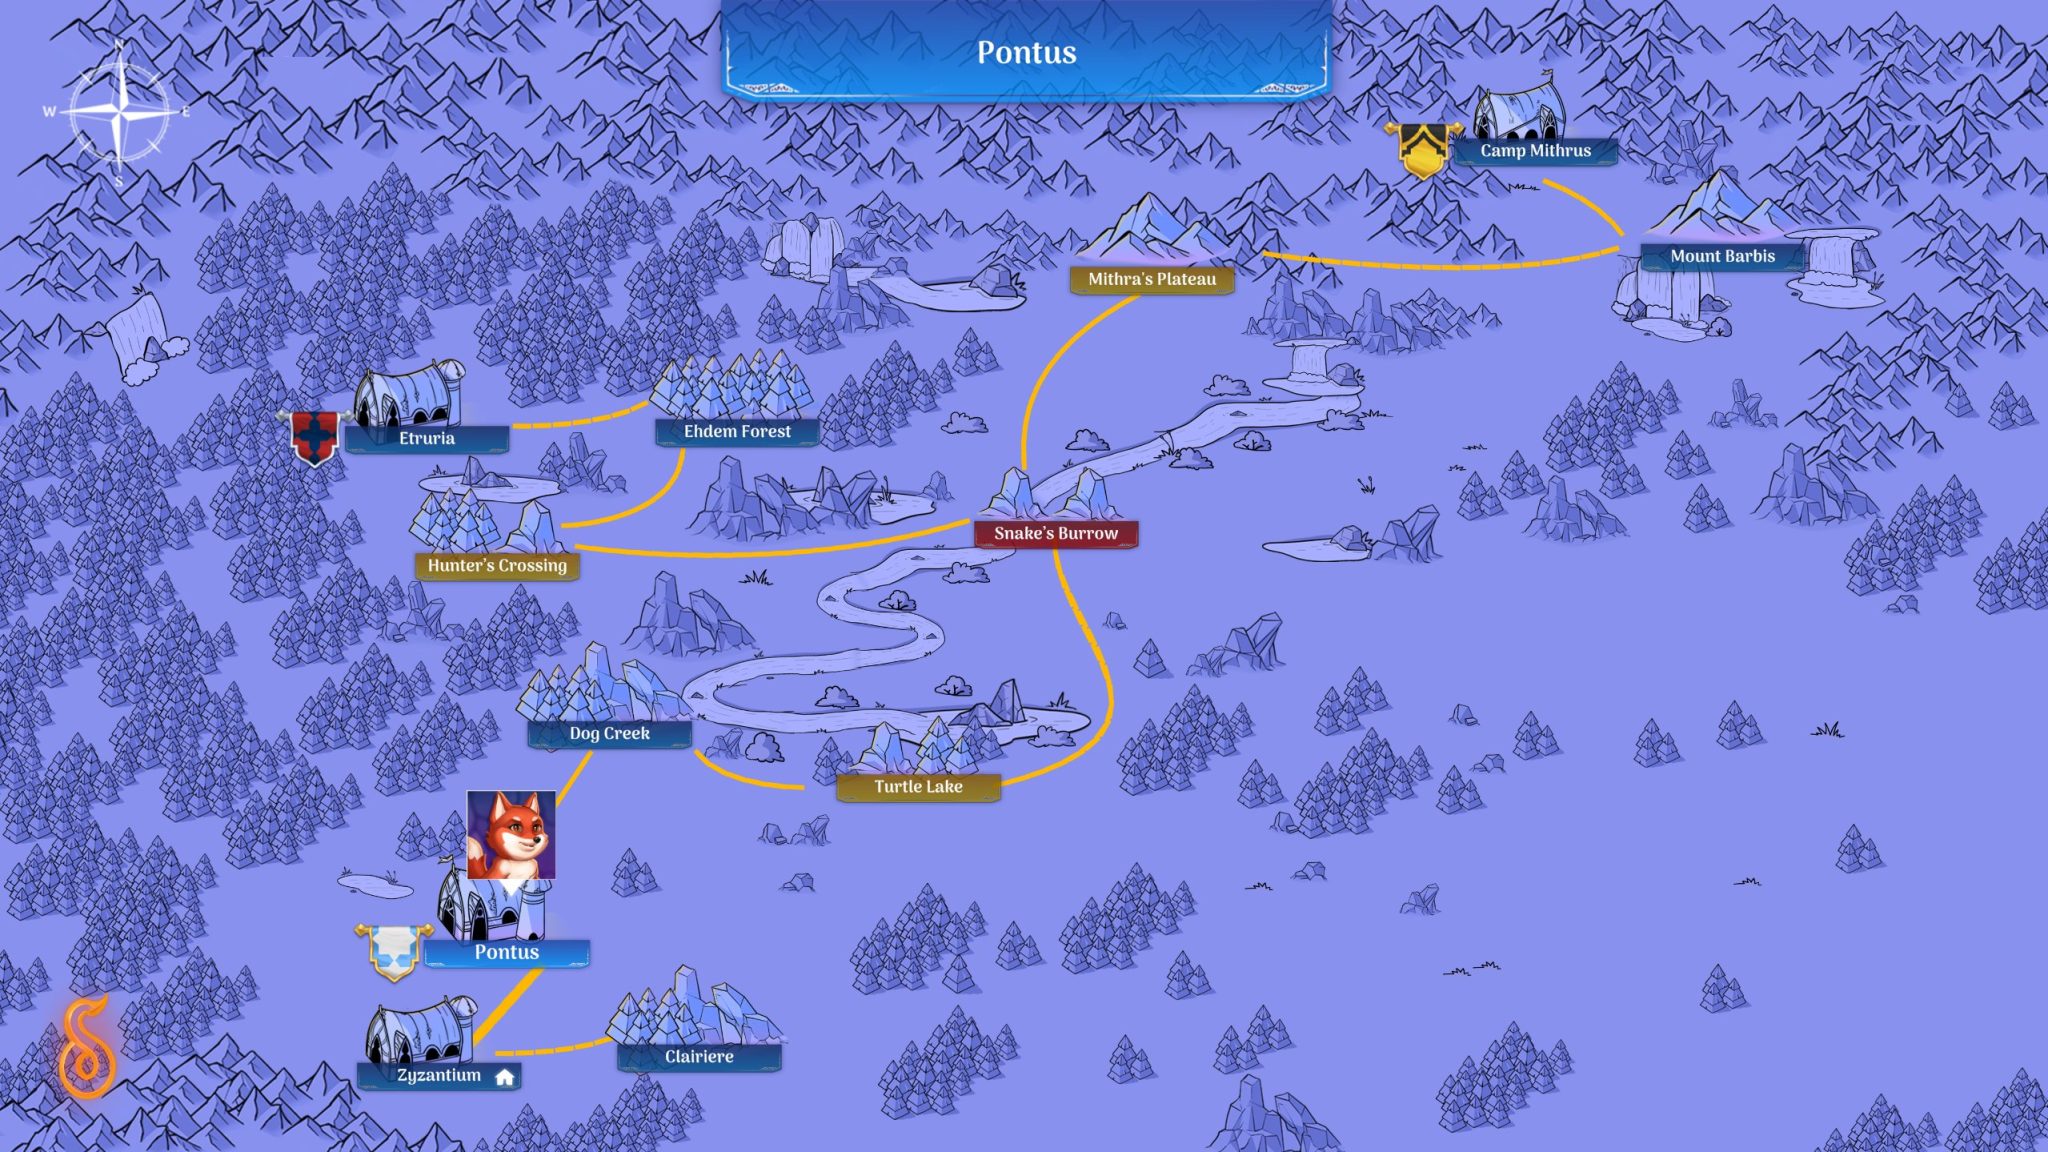 Pontus
N
W
E
S
Camp Mithrus
Mount Barbis
Mithra's Plateau
Etruria
Ehdem Forest
Snake's Burrow
Hunter's Crossing
Dog Creek
Turtle Lake
Pontus
Clairiere
Zyzantium